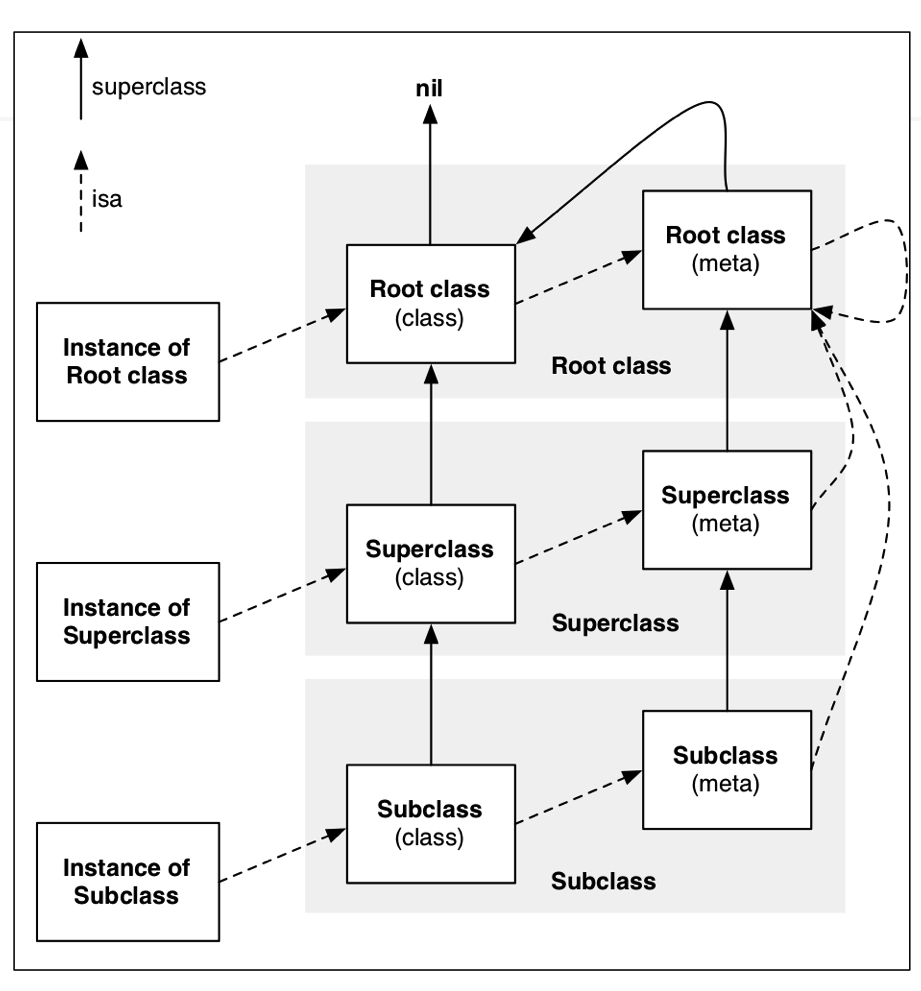 superclass
isa
nil
Root class
(meta)
Root class
(class)
Instance of
Root class
Root class
Superclass
(meta)
Superclass
(class)
Instance of
Superclass
Superclass
Subclass
(meta)
Subclass
(class)
Instance of
Subclass
Subclass